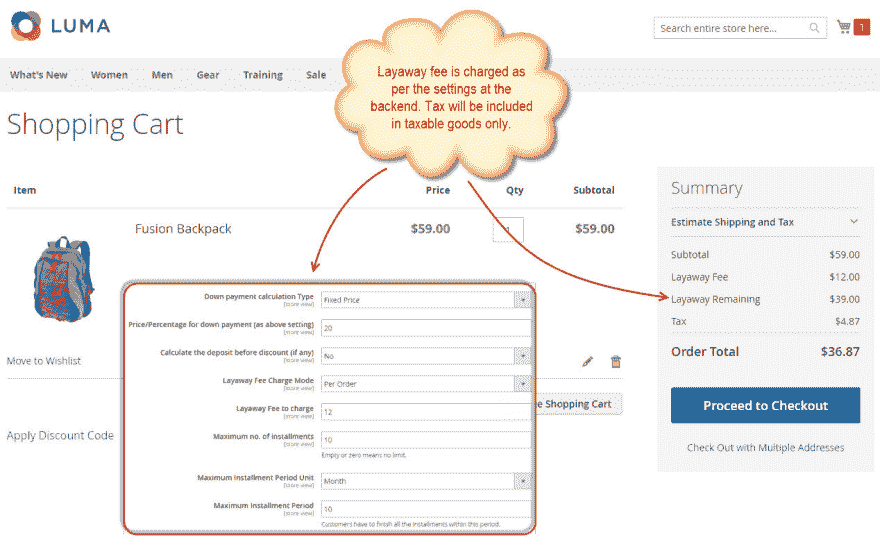 LUMA
Search entire store here...
1
What's New Women Men Gear Training Sale
Layaway fee is charged as
per the settings at the
backend. Tax will be included
in taxable goods only.
Shopping Cart
Item Price Qty Subtotal
Fusion Backpack $59.00 1 $59.00
Move to Wishlist
Apply Discount Code
e Shopping Cart
Down payment calculation Type
[store view]
Fixed Price
Price/Percentage for down payment (as above setting)
[store view]
20
Calculate the deposit before discount (if any)
[store view]
No
Layaway Fee Charge Mode
[store view]
Per Order
Layaway Fee to charge
[store view]
12
Maximum no. of installments
[store view]
10
Empty or zero means no limit.
Maximum Installment Period Unit
[store view]
Month
Maximum Installment Period
[store view]
10
Customers have to finish all the installments within this period.
Summary
Estimate Shipping and Tax
Subtotal $59.00
Layaway Fee $12.00
Layaway Remaining $39.00
Tax $4.87
Order Total $36.87
Proceed to Checkout
Check Out with Multiple Addresses